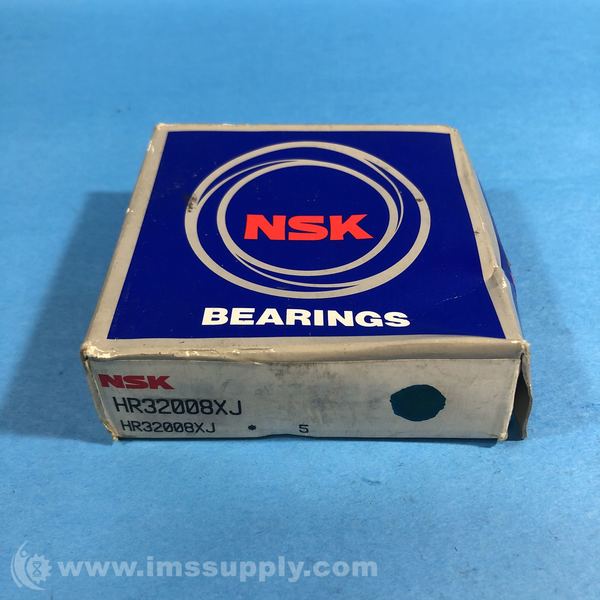 NSK
BEARINGS
NSK
HR32008XJ
HR32008XJ * 5
www.imssupply.com